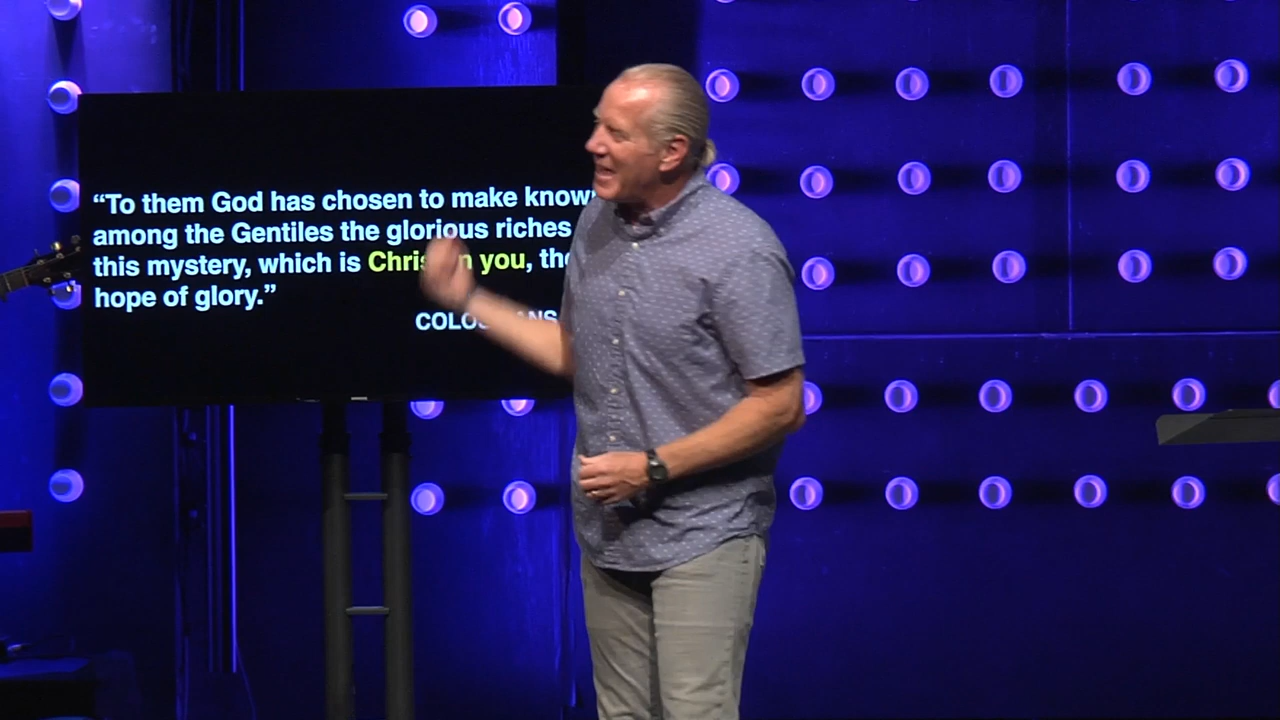 “To them God has chosen to make know
among the Gentiles the glorious riches
this mystery, which is Chris n you, the
hope of glory.”